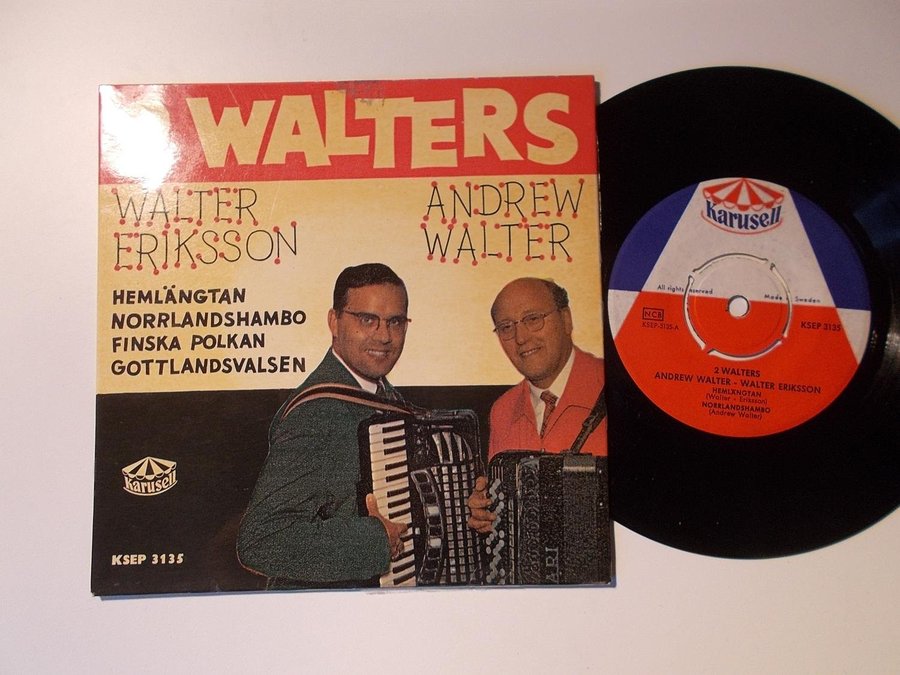 WALTERS
WALTER
ERIKSSON
ANDREW
WALTER
HEMLÄNGTAN
NORRLANDSHAMBO
FINSKA POLKAN
GOTTLANDSVALSEN
Karusell
KSEP 3135
Karusell
All rights reserved
Made in Sweden
NCB
KSEP-3135-A
KSEP 3135
2 WALTERS
ANDREW WALTER - WALTER ERIKSSON
HEMLÄNGTAN
(Walter - Eriksson)
NORRLANDSHAMBO
(Andrew Walter)